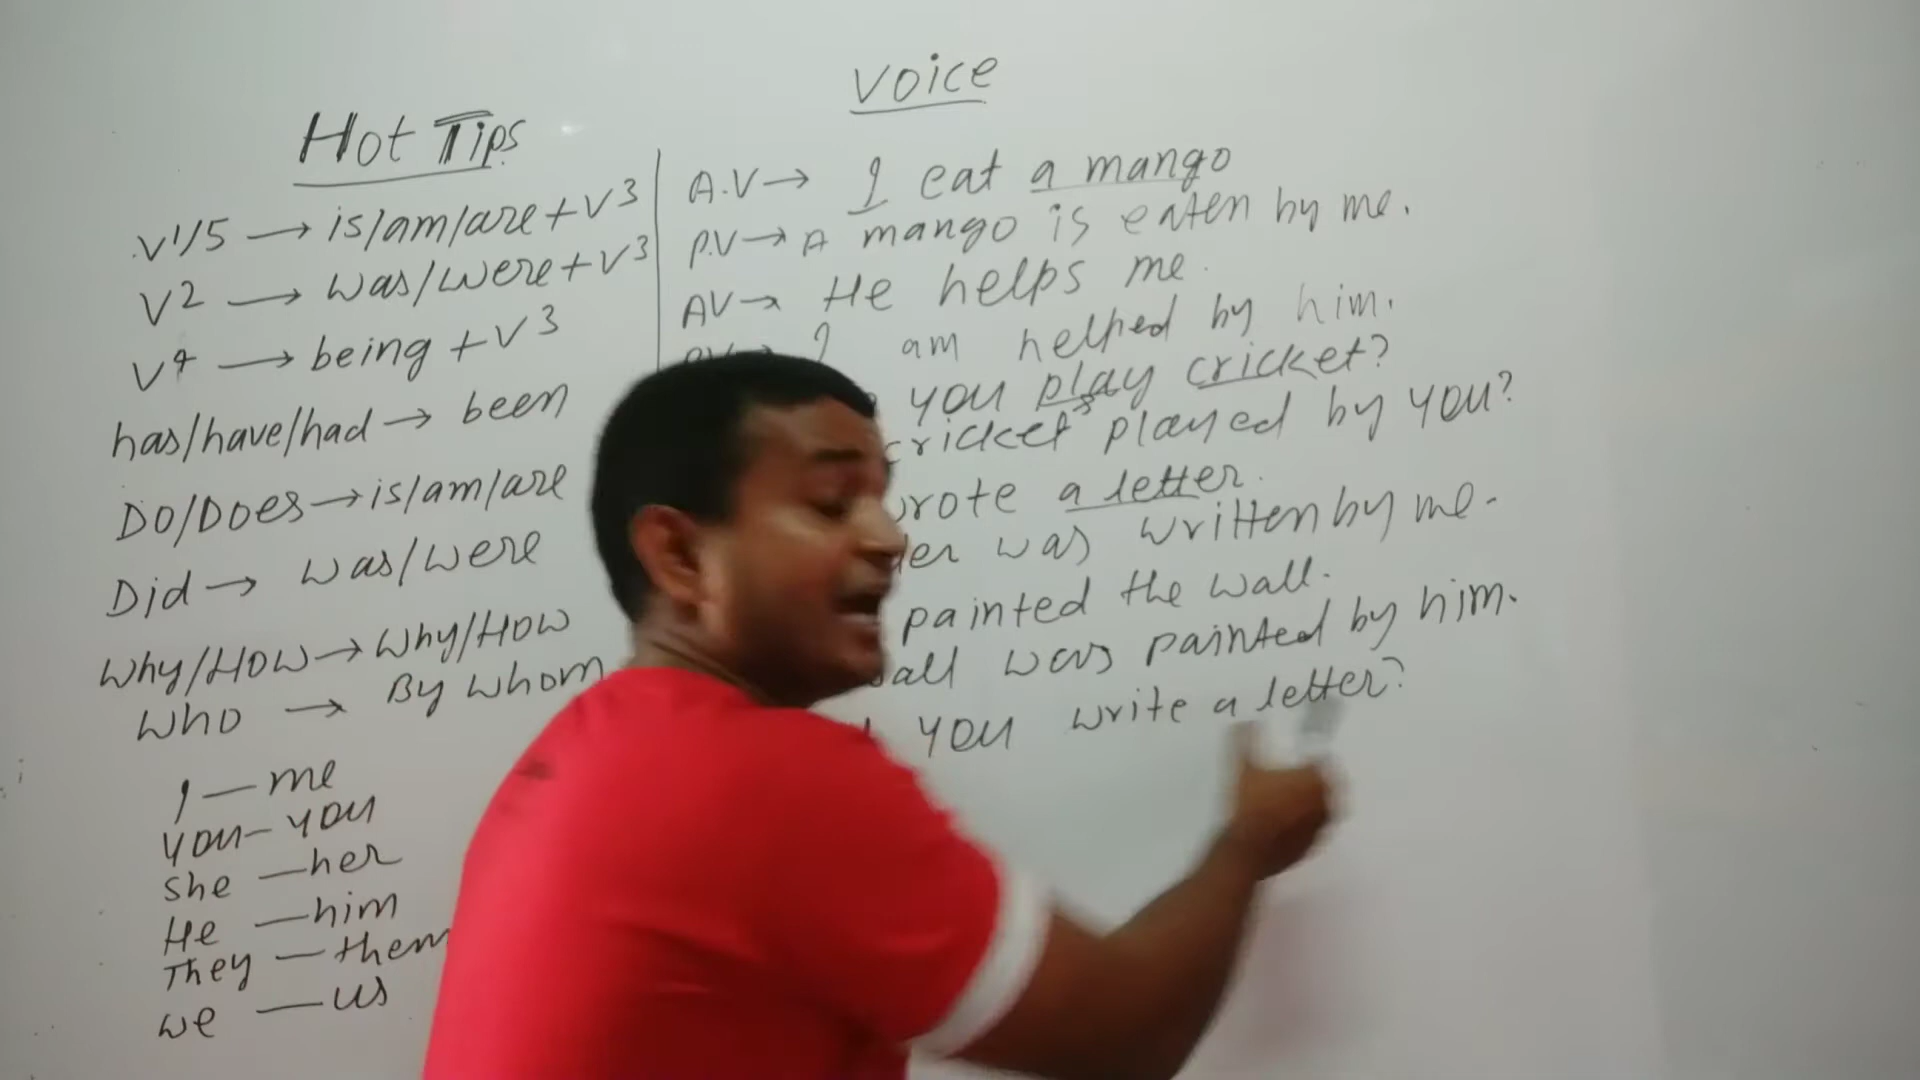 Voice
Hot Tips
V1/5 → is/am/are + V3
V2 → was/were + V3
V4 → being + V3
has/have/had → been
DO/Does → is/am/are
Did → was/were
Why/How → Why/How
Who → By whom
I — me
You — you
She — her
He — him
They — them
we — us
A.V → I eat a mango
P.V → A mango is eaten by me.
AV → He helps me.
I am helped by him.
you play cricket?
cricket played by you?
wrote a letter.
was written by me.
painted the wall.
was painted by him.
you write a letter?